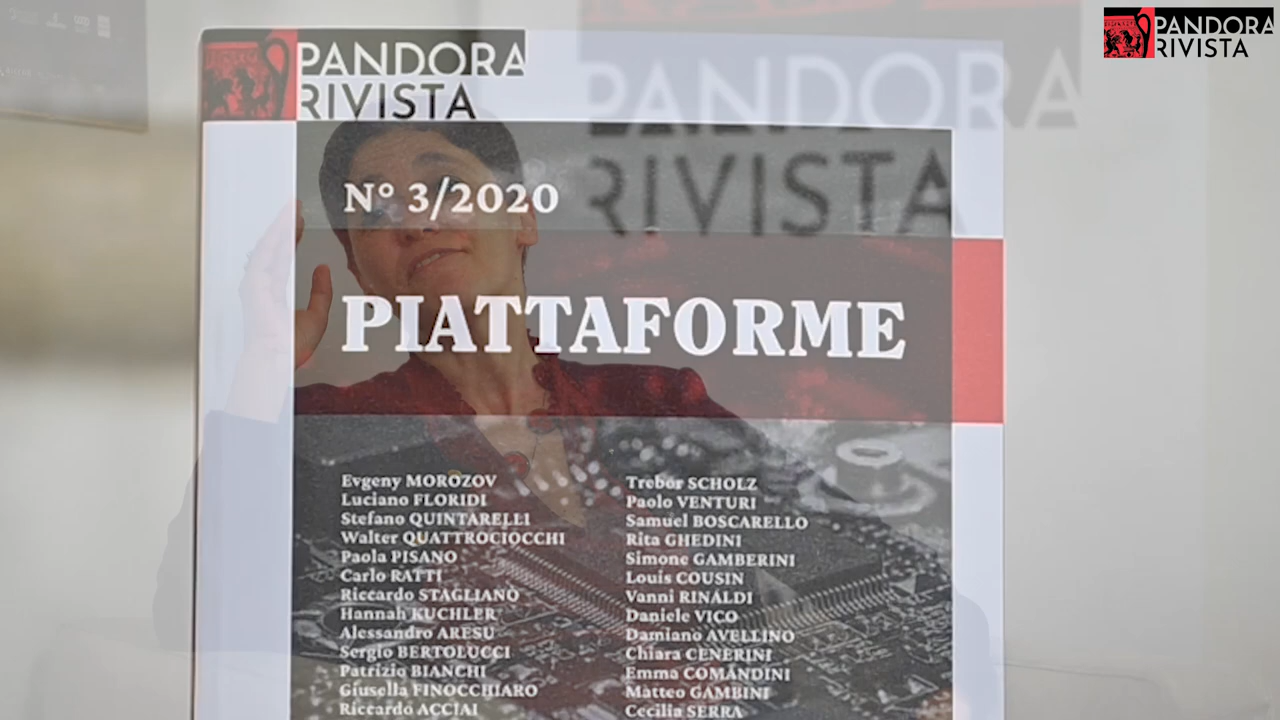 PANDORA
RIVISTA
PANDORA
RIVISTA
PANDORA
RIVISTA
N° 3/2020
PIATTAFORME
Evgeny MOROZOV
Luciano FLORIDI
Stefano QUINTARELLI
Walter QUATTROCIOCCHI
Paola PISANO
Carlo RATTI
Riccardo STAGLIANÒ
Hannah KUCHLER
Alessandro ARESU
Sergio BERTOLUCCI
Patrizio BIANCHI
Giusella FINOCCHIARO
Riccardo ACCIAI
Trebor SCHOLZ
Paolo VENTURI
Samuel BOSCARELLO
Rita GHEDINI
Simone GAMBERINI
Louis COUSIN
Vanni RINALDI
Daniele VICO
Damiano AVELLINO
Chiara CENERINI
Emma COMANDINI
Matteo GAMBINI
Cecilia SERRA